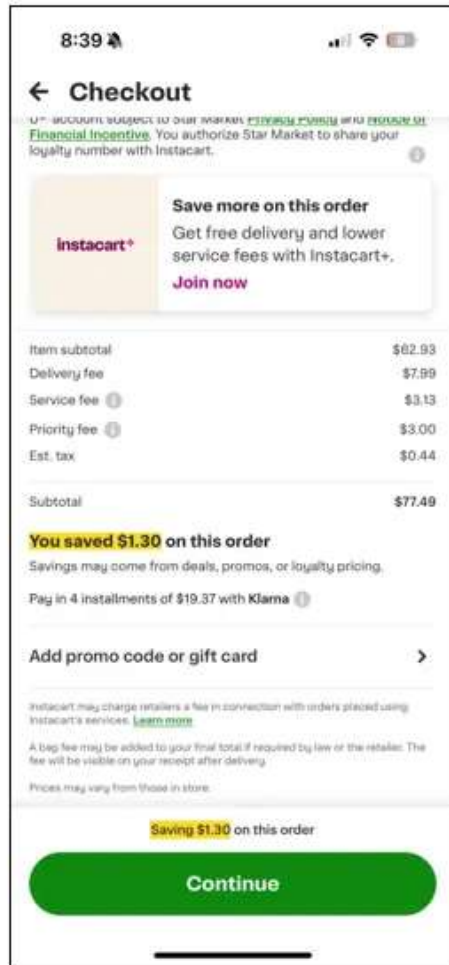 8:39
← Checkout
U™ account subject to Star Market Privacy Policy and Notice of
Financial Incentive. You authorize Star Market to share your
loyalty number with Instacart.
instacart+
Save more on this order
Get free delivery and lower
service fees with Instacart+.
Join now
Item subtotal $62.93
Delivery fee $7.99
Service fee $3.13
Priority fee $3.00
Est. tax $0.44
Subtotal $77.49
You saved $1.30 on this order
Savings may come from deals, promos, or loyalty pricing.
Pay in 4 installments of $19.37 with Klarna
Add promo code or gift card
Instacart may charge retailers a fee in connection with orders placed using
Instacart's services. Learn more
A bag fee may be added to your final total if required by law or the retailer. The
fee will be visible on your receipt after delivery.
Prices may vary from those in store.
Saving $1.30 on this order
Continue